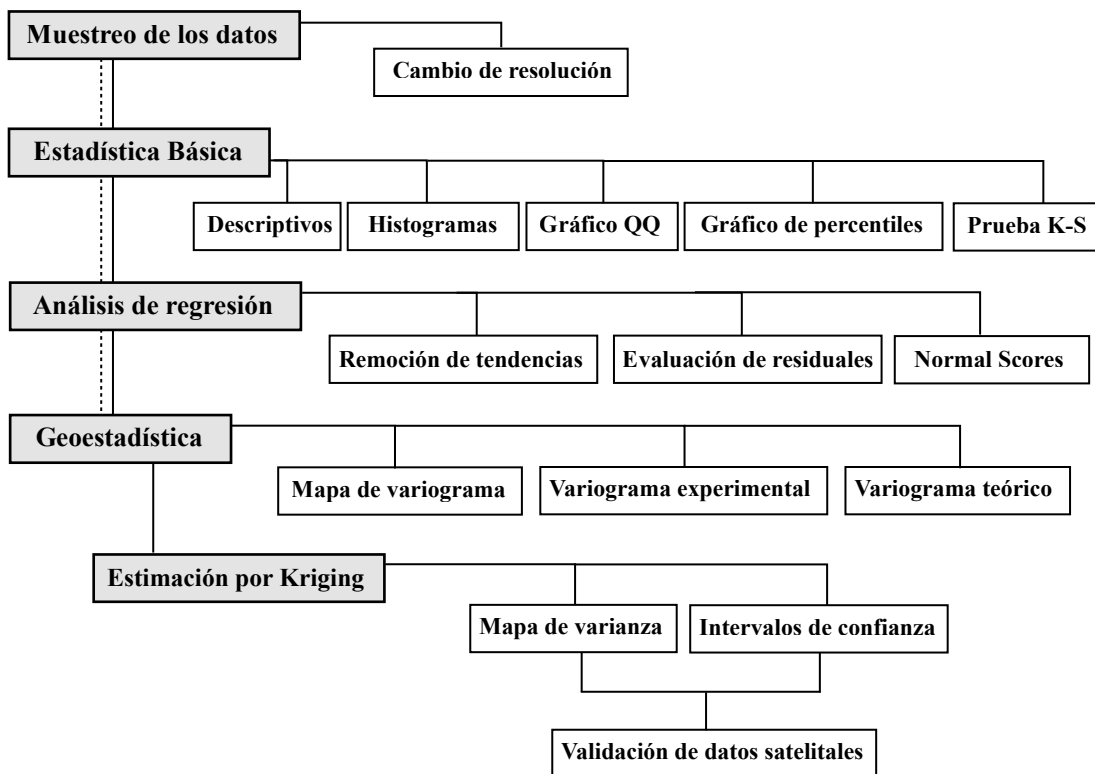 Muestreo de los datos
Cambio de resolución
Estadística Básica
Descriptivos
Histogramas
Gráfico QQ
Gráfico de percentiles
Prueba K-S
Análisis de regresión
Remoción de tendencias
Evaluación de residuales
Normal Scores
Geoestadística
Mapa de variograma
Variograma experimental
Variograma teórico
Estimación por Kriging
Mapa de varianza
Intervalos de confianza
Validación de datos satelitales